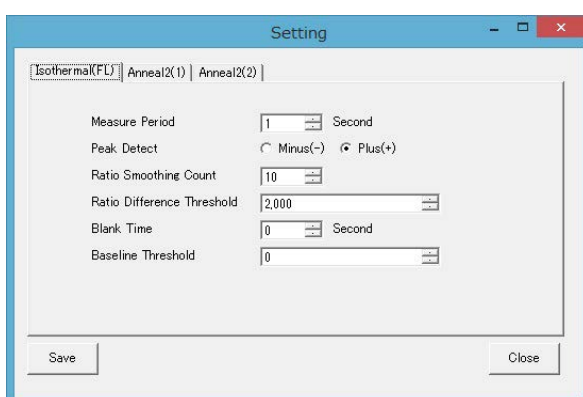 Setting
Isothermal(FL) Anneal2(1) Anneal2(2)
Measure Period 1 Second
Peak Detect Minus(-) Plus(+)
Ratio Smoothing Count 10
Ratio Difference Threshold 2,000
Blank Time 0 Second
Baseline Threshold 0
Save Close